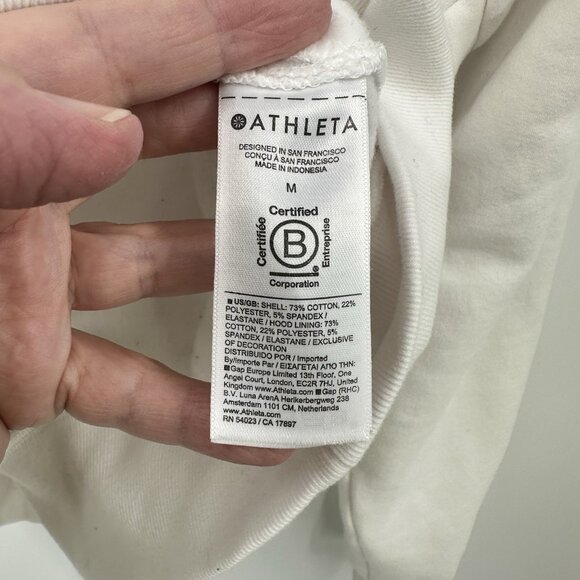 ATHLETA
DESIGNED IN SAN FRANCISCO
CONÇU À SAN FRANCISCO
MADE IN INDONESIA
M
Certified
Certifiée
B
Entreprise
Corporation
■ US/GB: SHELL: 73% COTTON, 22%
POLYESTER, 5% SPANDEX /
ELASTANE / HOOD LINING: 73%
COTTON, 22% POLYESTER, 5%
SPANDEX / ELASTANE / EXCLUSIVE
OF DECORATION
DISTRIBUIDO POR / Imported
By/Importe Par / ΕΙΣΑΓΕΤΑΙ ΑΠΟ ΤΗΝ:
■ Gap Europe Limited 13th Floor, One
Angel Court, London, EC2R 7HJ, United
Kingdom www.Athleta.com ■ Gap (RHC)
B.V. Luna ArenA Herikerbergweg 238
Amsterdam 1101 CM, Netherlands
www.Athleta.com
RN 54023 / CA 17897